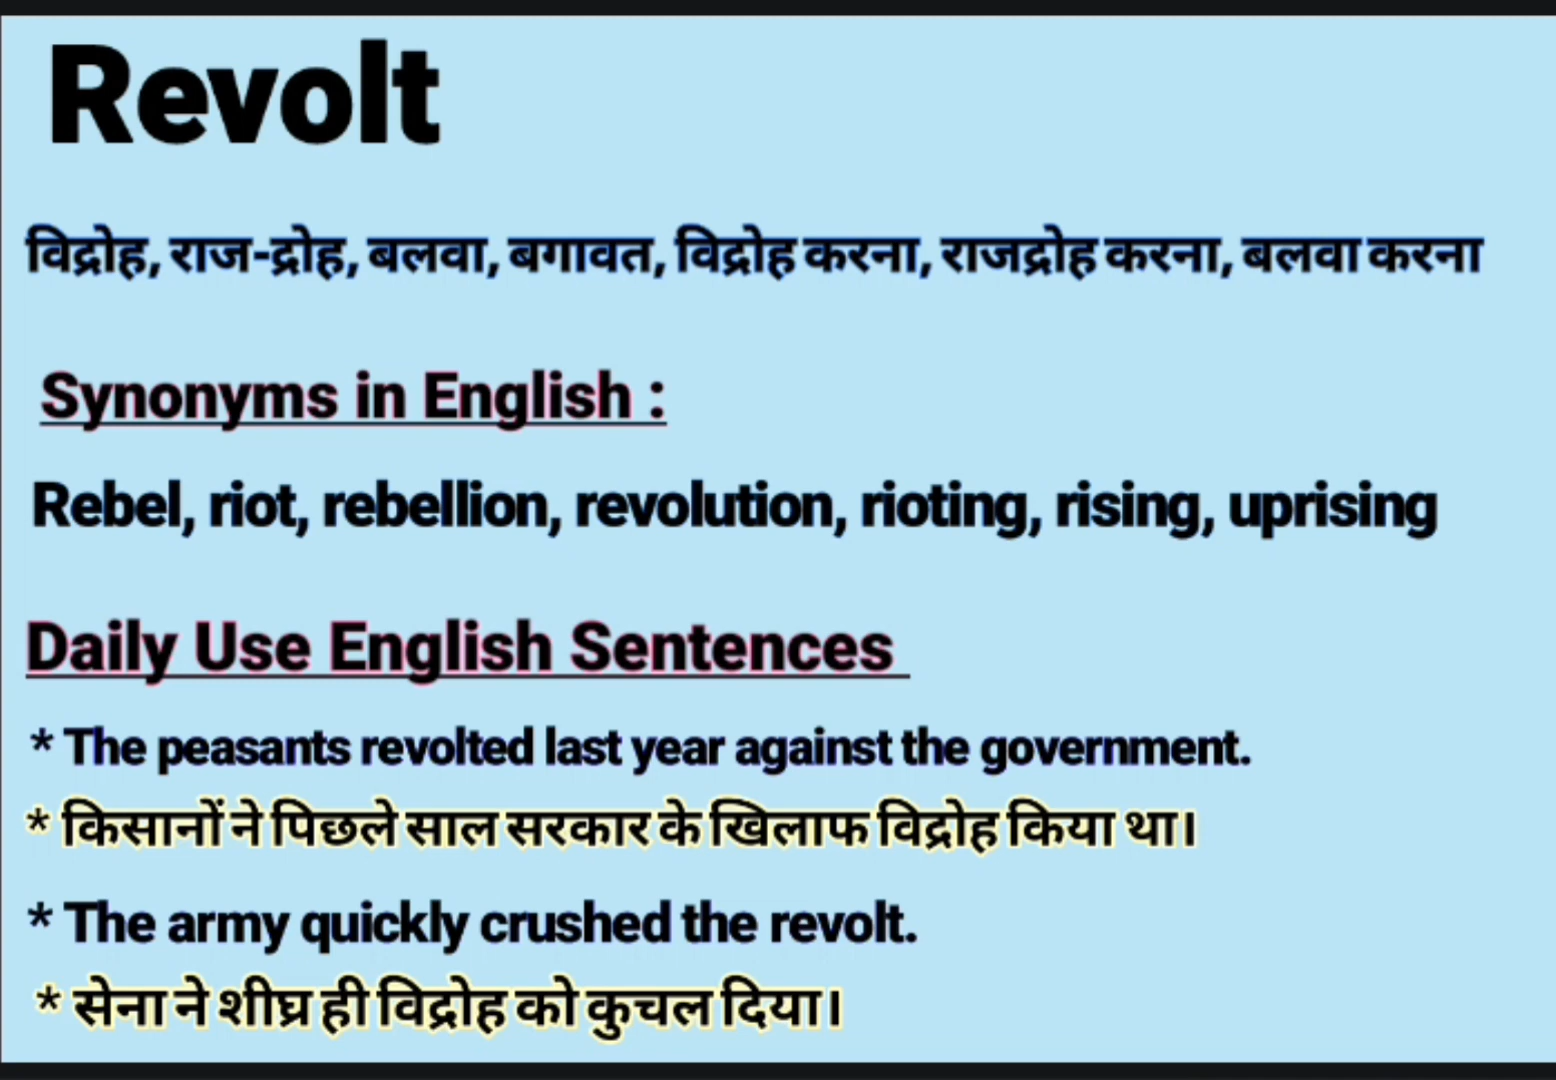 Revolt
विद्रोह, राज-द्रोह, बलवा, बगावत, विद्रोह करना, राजद्रोह करना, बलवा करना
Synonyms in English :
Rebel, riot, rebellion, revolution, rioting, rising, uprising
Daily Use English Sentences
* The peasants revolted last year against the government.
* किसानों ने पिछले साल सरकार के खिलाफ विद्रोह किया था।
* The army quickly crushed the revolt.
* सेना ने शीघ्र ही विद्रोह को कुचल दिया।